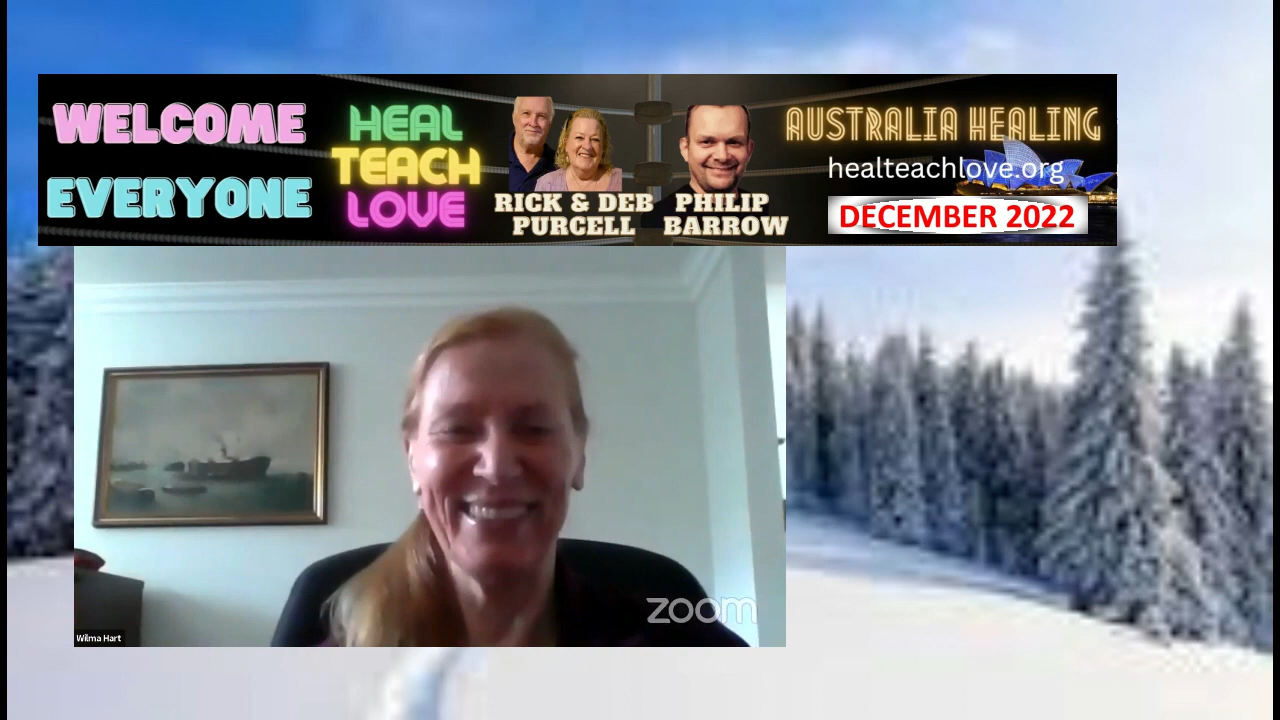 WELCOME
EVERYONE
HEAL
TEACH
LOVE
RICK & DEB
PURCELL
PHILIP
BARROW
AUSTRALIA HEALING
healteachlove.org
DECEMBER 2022
zoom
Wilma Hart